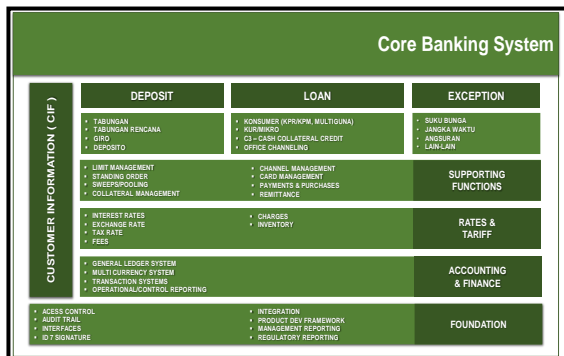 Core Banking System
CUSTOMER INFORMATION ( CIF )
DEPOSIT
LOAN
EXCEPTION
• TABUNGAN
• TABUNGAN RENCANA
• GIRO
• DEPOSITO
• KONSUMER (KPR/KPM, MULTIGUNA)
• KUR/MIKRO
• C3 – CASH COLLATERAL CREDIT
• OFFICE CHANNELING
• SUKU BUNGA
• JANGKA WAKTU
• ANGSURAN
• LAIN-LAIN
• LIMIT MANAGEMENT
• STANDING ORDER
• SWEEPS/POOLING
• COLLATERAL MANAGEMENT
• CHANNEL MANAGEMENT
• CARD MANAGEMENT
• PAYMENTS & PURCHASES
• REMITTANCE
SUPPORTING
FUNCTIONS
• INTEREST RATES
• EXCHANGE RATE
• TAX RATE
• FEES
• CHARGES
• INVENTORY
RATES &
TARIFF
• GENERAL LEDGER SYSTEM
• MULTI CURRENCY SYSTEM
• TRANSACTION SYSTEMS
• OPERATIONAL/CONTROL REPORTING
ACCOUNTING
& FINANCE
• ACESS CONTROL
• AUDIT TRAIL
• INTERFACES
• ID 7 SIGNATURE
• INTEGRATION
• PRODUCT DEV FRAMEWORK
• MANAGEMENT REPORTING
• REGULATORY REPORTING
FOUNDATION